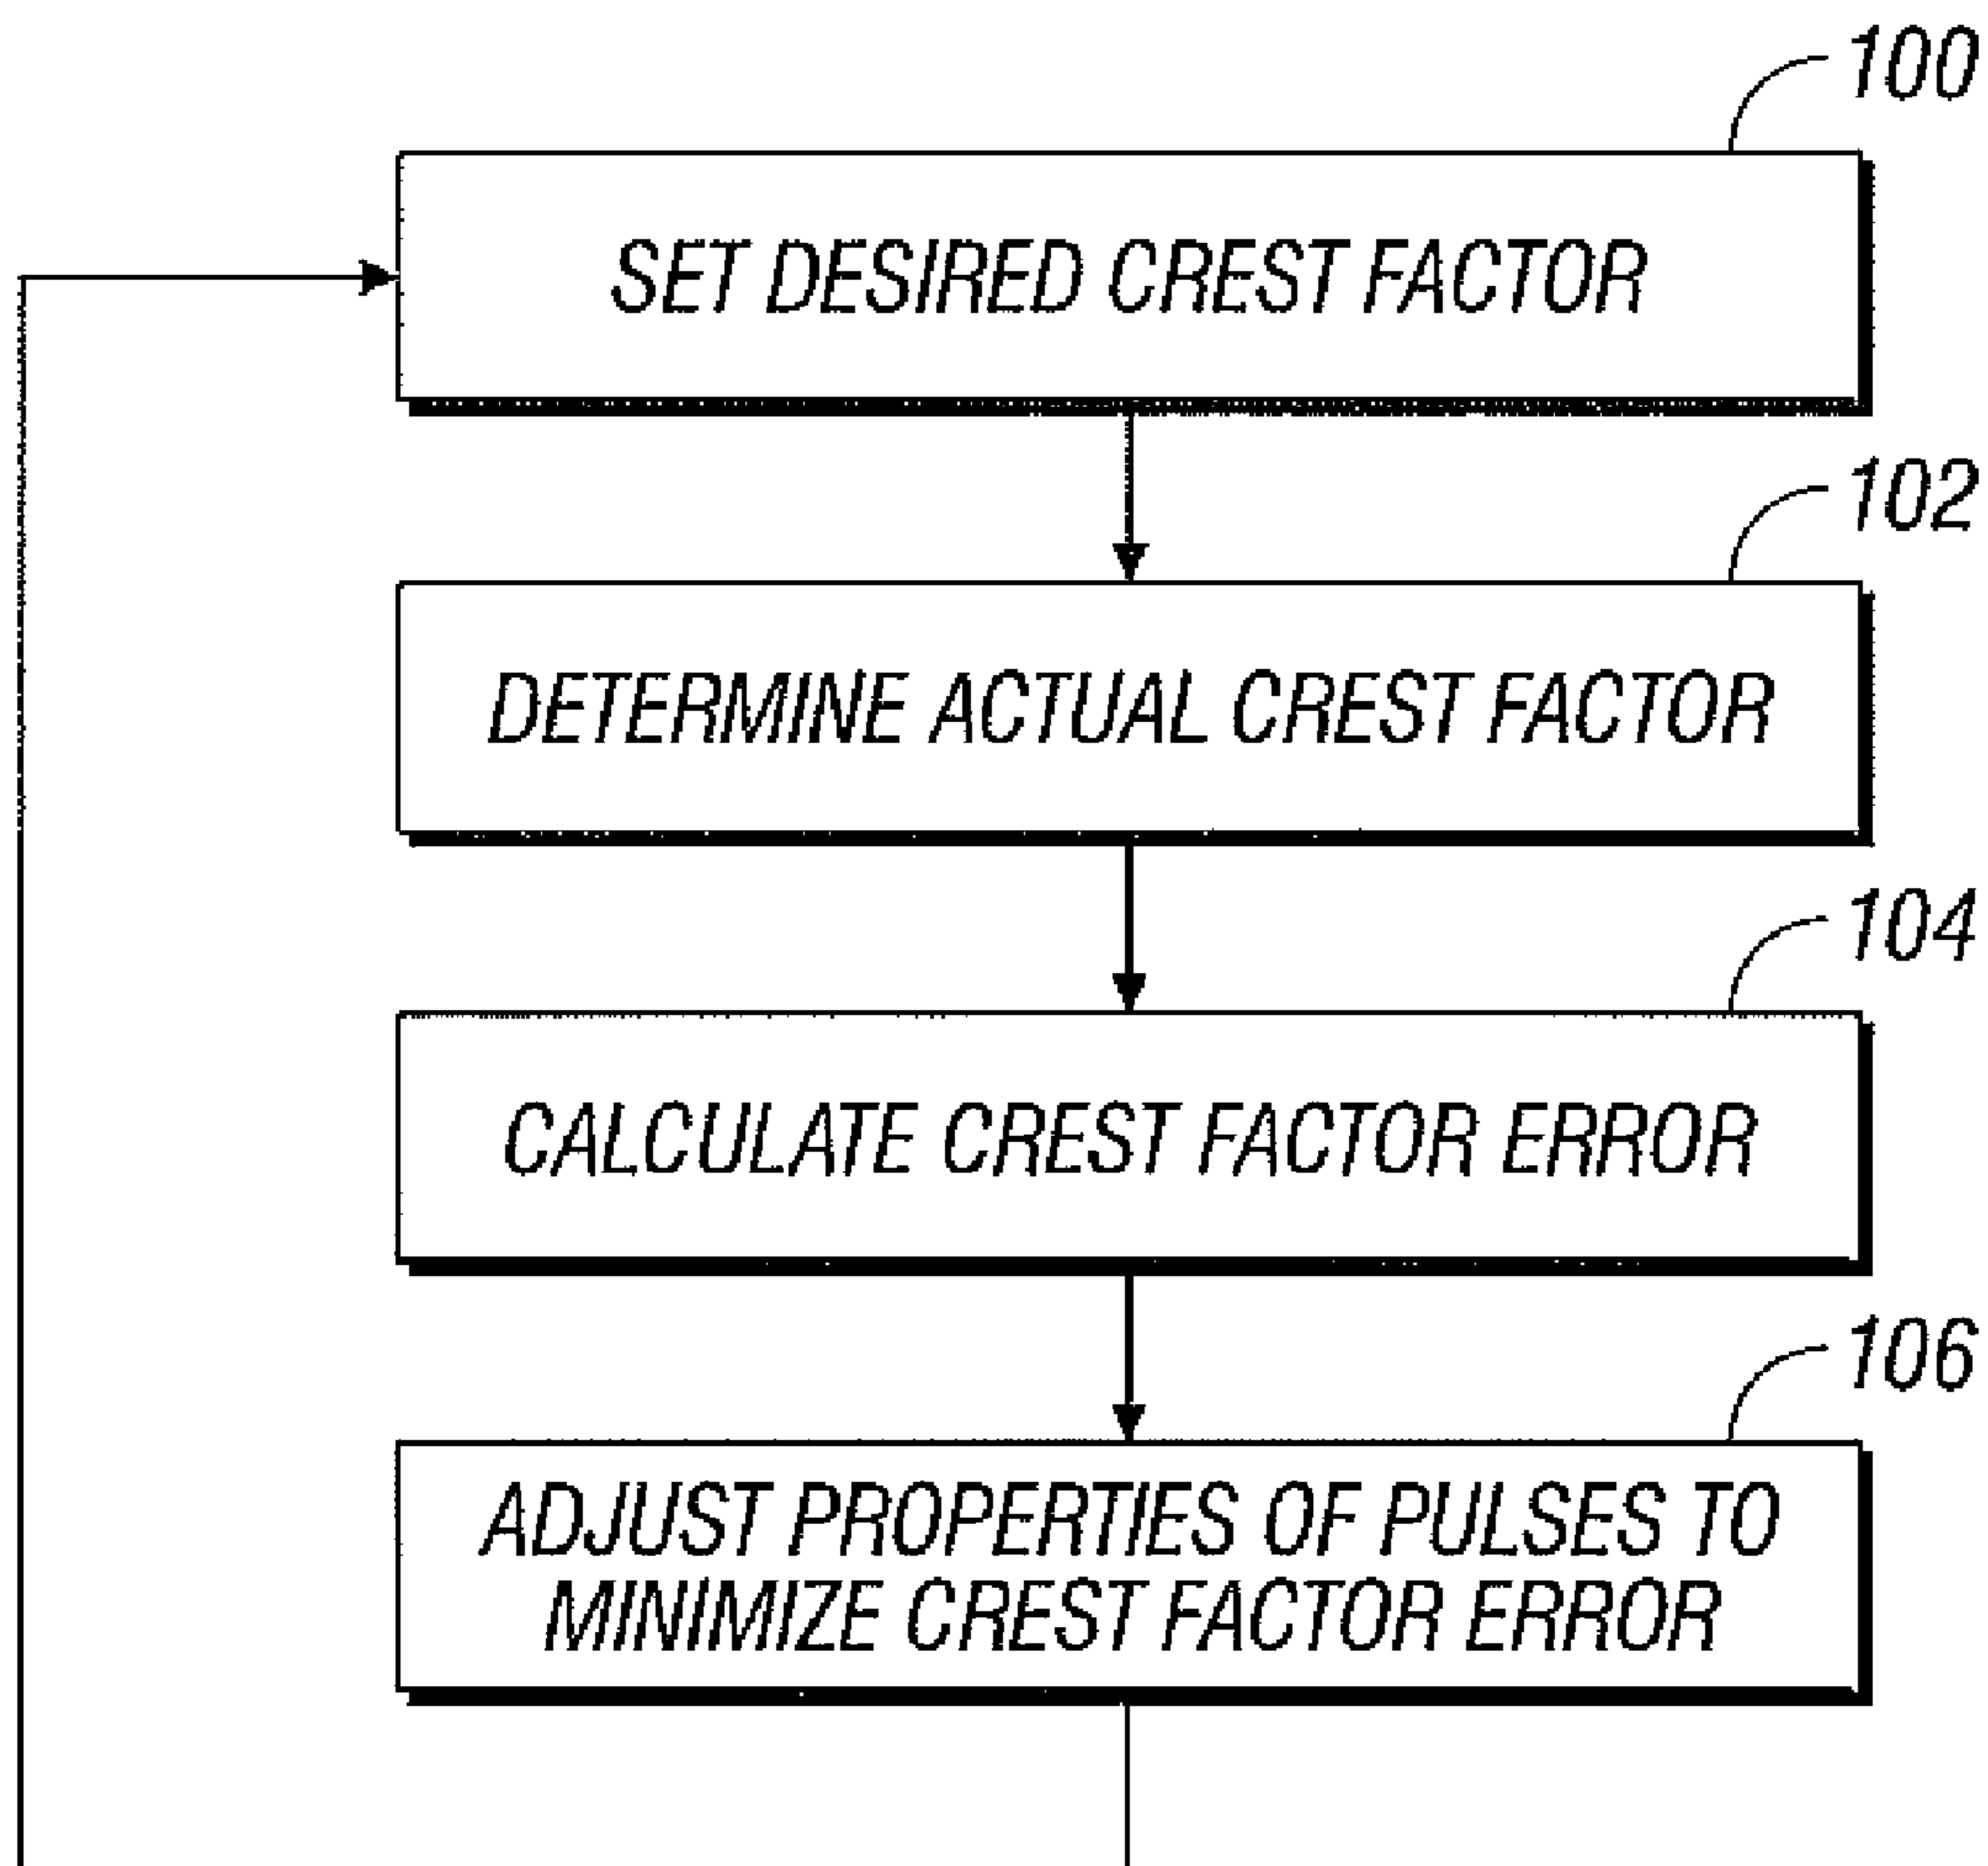 100
SET DESIRED CREST FACTOR
102
DETERMINE ACTUAL CREST FACTOR
104
CALCULATE CREST FACTOR ERROR
106
ADJUST PROPERTIES OF PULSES TO
MINIMIZE CREST FACTOR ERROR